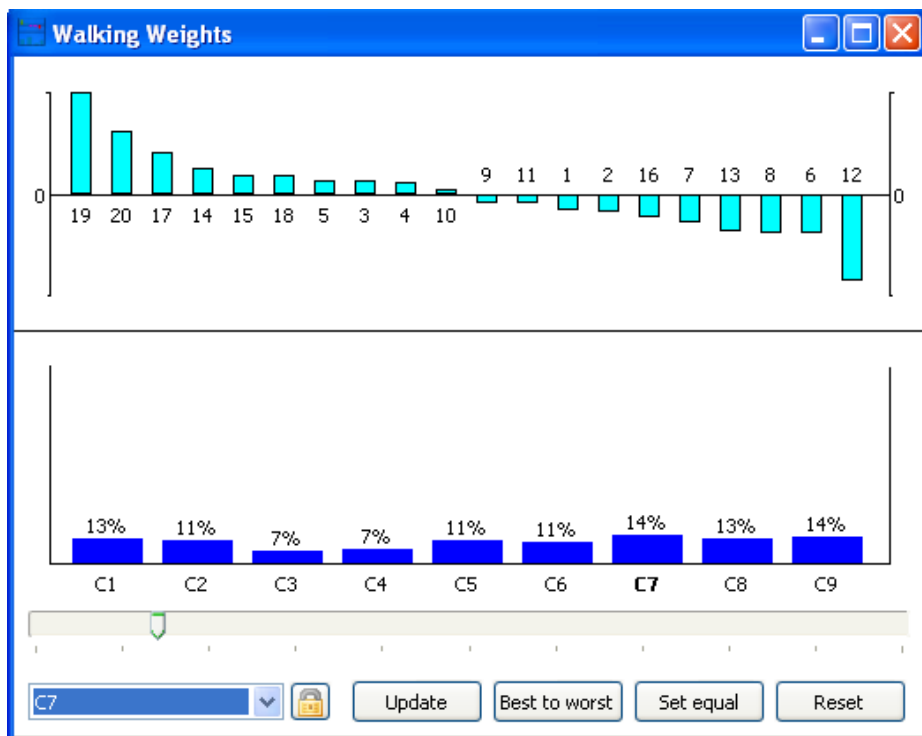 Walking Weights
9 11 1 2 16 7 13 8 6 12
0 0
19 20 17 14 15 18 5 3 4 10
13% 11% 7% 7% 11% 11% 14% 13% 14%
C1 C2 C3 C4 C5 C6 C7 C8 C9
C7 Update Best to worst Set equal Reset